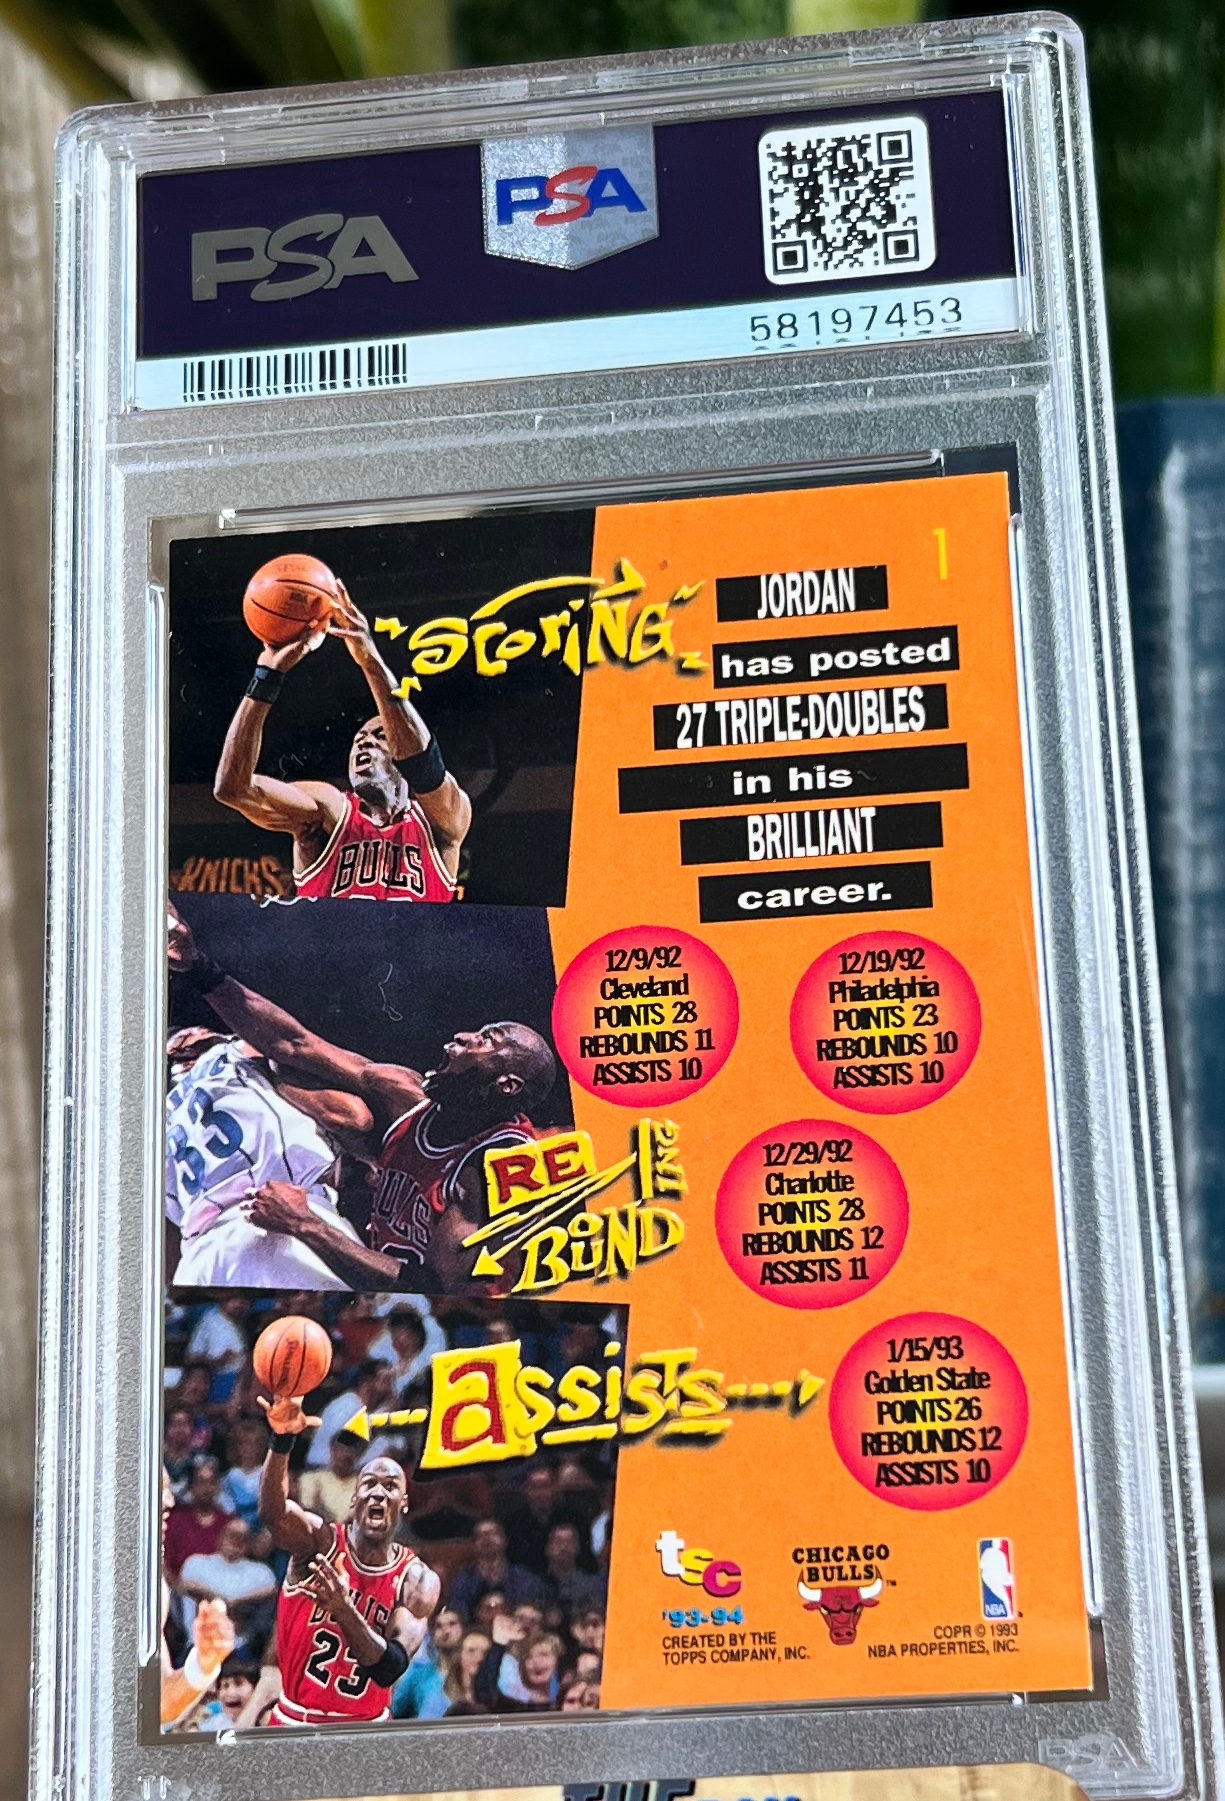 PSA
PSA
58197453
1
SCORING
JORDAN
has posted
27 TRIPLE-DOUBLES
in his
BRILLIANT
career.
KNICKS
BULLS
12/9/92
Cleveland
POINTS 28
REBOUNDS 11
ASSISTS 10
12/19/92
Philadelphia
POINTS 23
REBOUNDS 10
ASSISTS 10
33
REBOUNDING
12/29/92
Charlotte
POINTS 28
REBOUNDS 12
ASSISTS 11
assists
1/15/93
Golden State
POINTS 26
REBOUNDS 12
ASSISTS 10
BULLS
23
tsc
'93-94
CREATED BY THE
TOPPS COMPANY, INC.
CHICAGO
BULLS
TM
NBA
COPR © 1993
NBA PROPERTIES, INC.
PSA